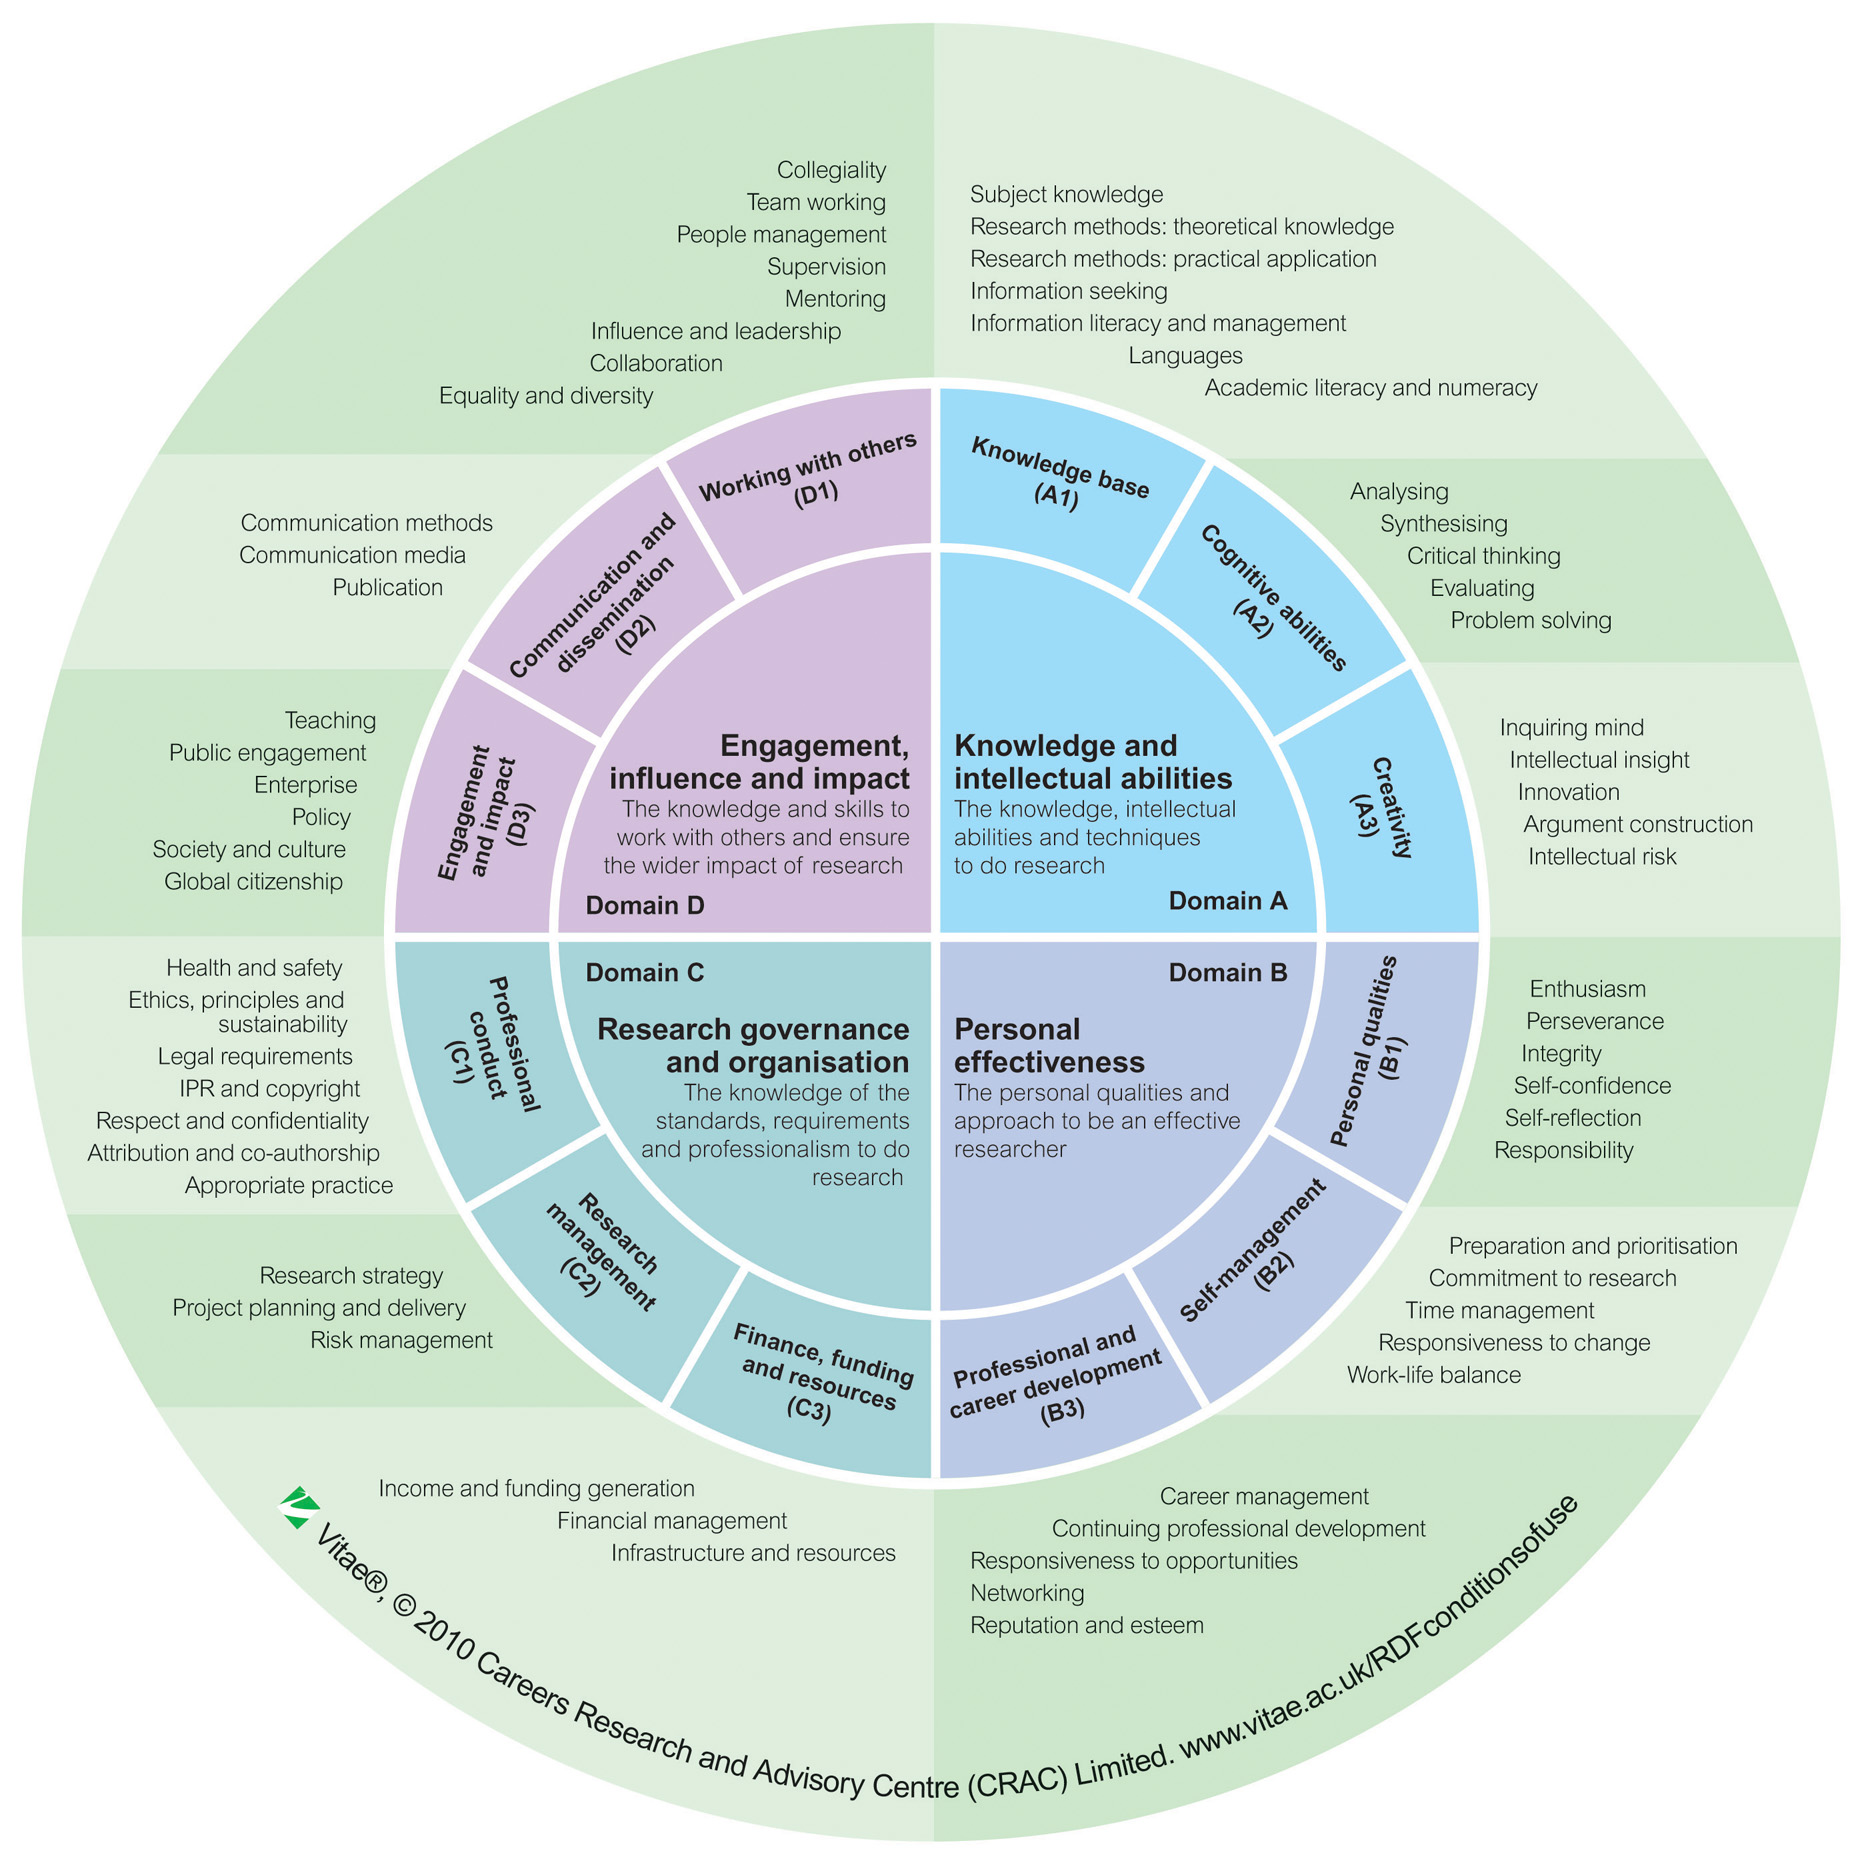 Collegiality
Team working
People management
Supervision
Mentoring
Influence and leadership
Collaboration
Equality and diversity
Subject knowledge
Research methods: theoretical knowledge
Research methods: practical application
Information seeking
Information literacy and management
Languages
Academic literacy and numeracy
Working with others
(D1)
Knowledge base
(A1)
Communication methods
Communication media
Publication
Communication and
dissemination
(D2)
Cognitive abilities
(A2)
Analysing
Synthesising
Critical thinking
Evaluating
Problem solving
Teaching
Public engagement
Enterprise
Policy
Society and culture
Global citizenship
Engagement
and impact
(D3)
Engagement,
influence and impact
The knowledge and skills to
work with others and ensure
the wider impact of research
Domain D
Knowledge and
intellectual abilities
The knowledge, intellectual
abilities and techniques
to do research
Domain A
Creativity
(A3)
Inquiring mind
Intellectual insight
Innovation
Argument construction
Intellectual risk
Health and safety
Ethics, principles and
sustainability
Legal requirements
IPR and copyright
Respect and confidentiality
Attribution and co-authorship
Appropriate practice
Professional
conduct
(C1)
Domain C
Research governance
and organisation
The knowledge of the
standards, requirements
and professionalism to do
research
Domain B
Personal
effectiveness
The personal qualities and
approach to be an effective
researcher
Personal qualities
(B1)
Enthusiasm
Perseverance
Integrity
Self-confidence
Self-reflection
Responsibility
Research strategy
Project planning and delivery
Risk management
Research
management
(C2)
Self-management
(B2)
Preparation and prioritisation
Commitment to research
Time management
Responsiveness to change
Work-life balance
Finance, funding
and resources
(C3)
Professional and
career development
(B3)
Income and funding generation
Financial management
Infrastructure and resources
Career management
Continuing professional development
Responsiveness to opportunities
Networking
Reputation and esteem
Vitae®, © 2010 Careers Research and Advisory Centre (CRAC) Limited. www.vitae.ac.uk/RDFconditionsofuse